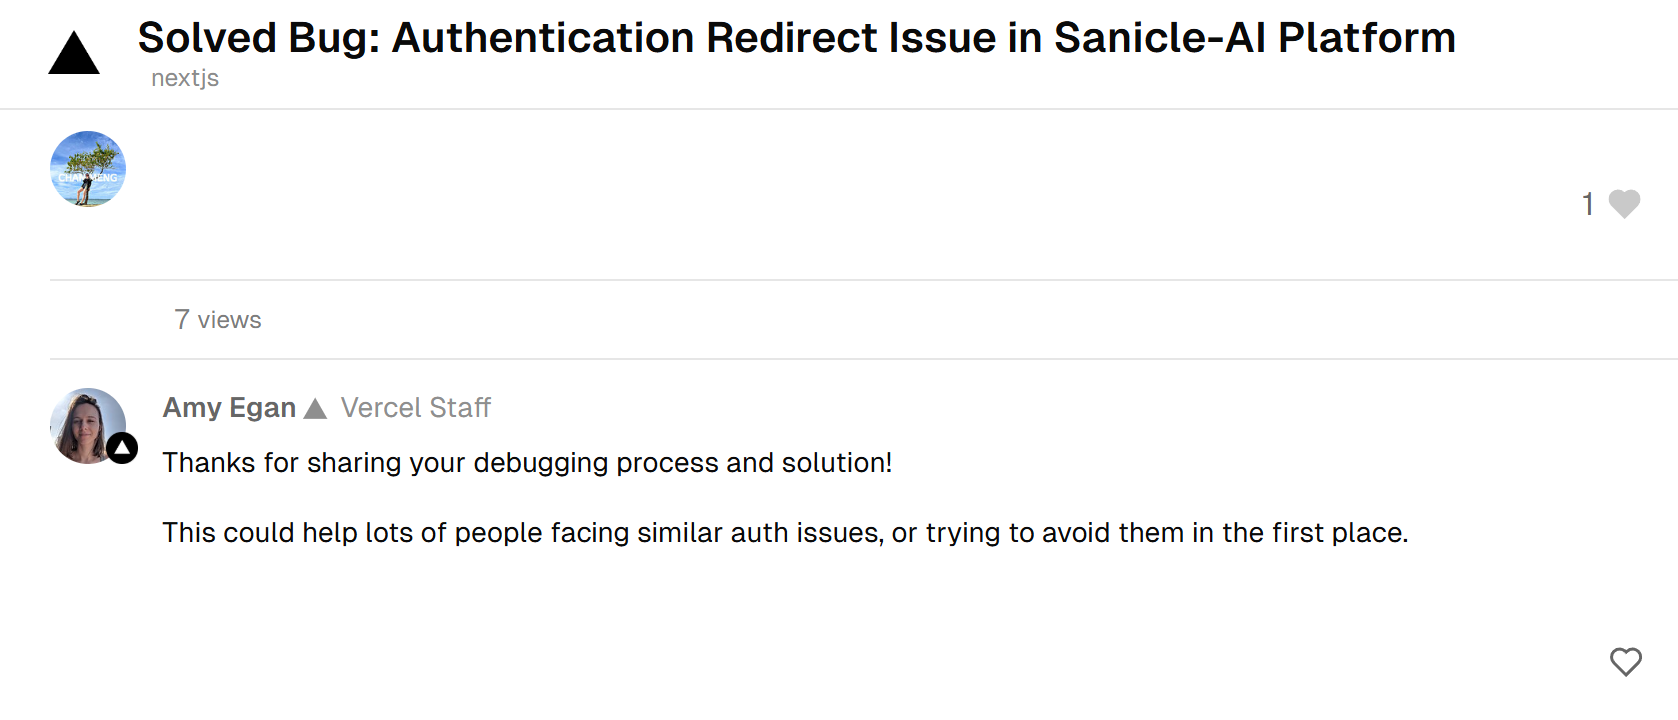 Solved Bug: Authentication Redirect Issue in Sanicle-AI Platform
nextjs
1
7 views
Amy Egan Vercel Staff
Thanks for sharing your debugging process and solution!
This could help lots of people facing similar auth issues, or trying to avoid them in the first place.